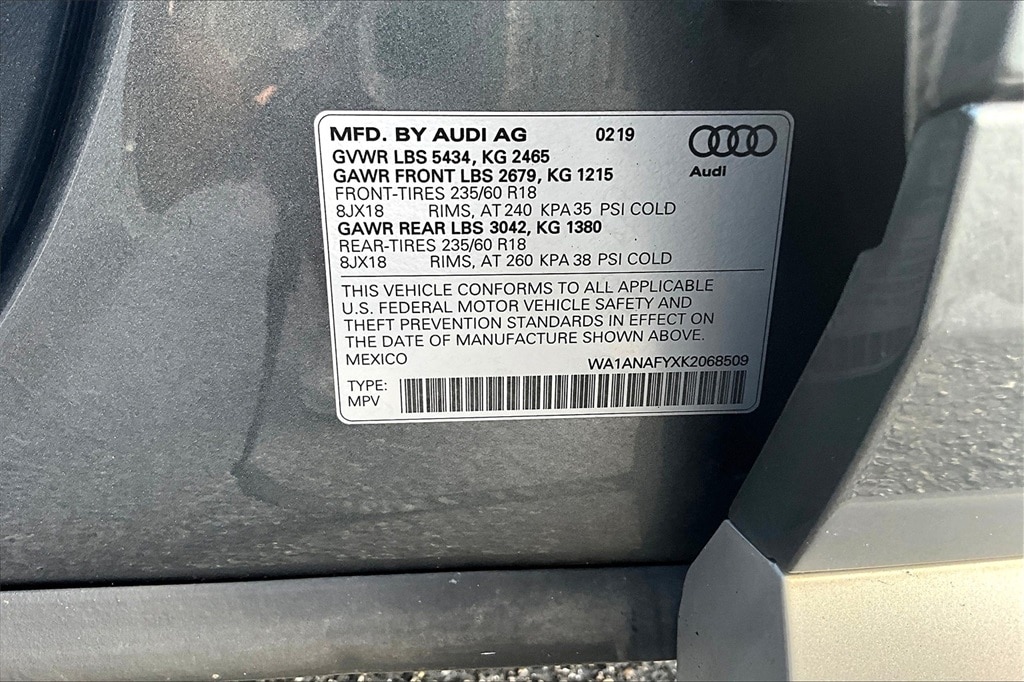 MFD. BY AUDI AG 0219
GVWR LBS 5434, KG 2465
GAWR FRONT LBS 2679, KG 1215
Audi
FRONT-TIRES 235/60 R18
8JX18 RIMS, AT 240 KPA 35 PSI COLD
GAWR REAR LBS 3042, KG 1380
REAR-TIRES 235/60 R18
8JX18 RIMS, AT 260 KPA 38 PSI COLD
THIS VEHICLE CONFORMS TO ALL APPLICABLE
U.S. FEDERAL MOTOR VEHICLE SAFETY AND
THEFT PREVENTION STANDARDS IN EFFECT ON
THE DATE OF MANUFACTURE SHOWN ABOVE.
MEXICO WA1ANAFYXK2068509
TYPE:
MPV